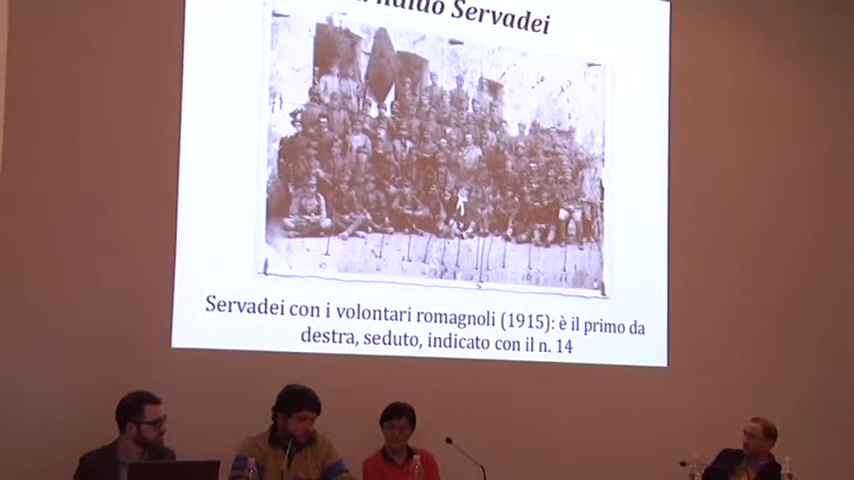 Servadei
Servadei con i volontari romagnoli (1915): è il primo da
destra, seduto, indicato con il n. 14